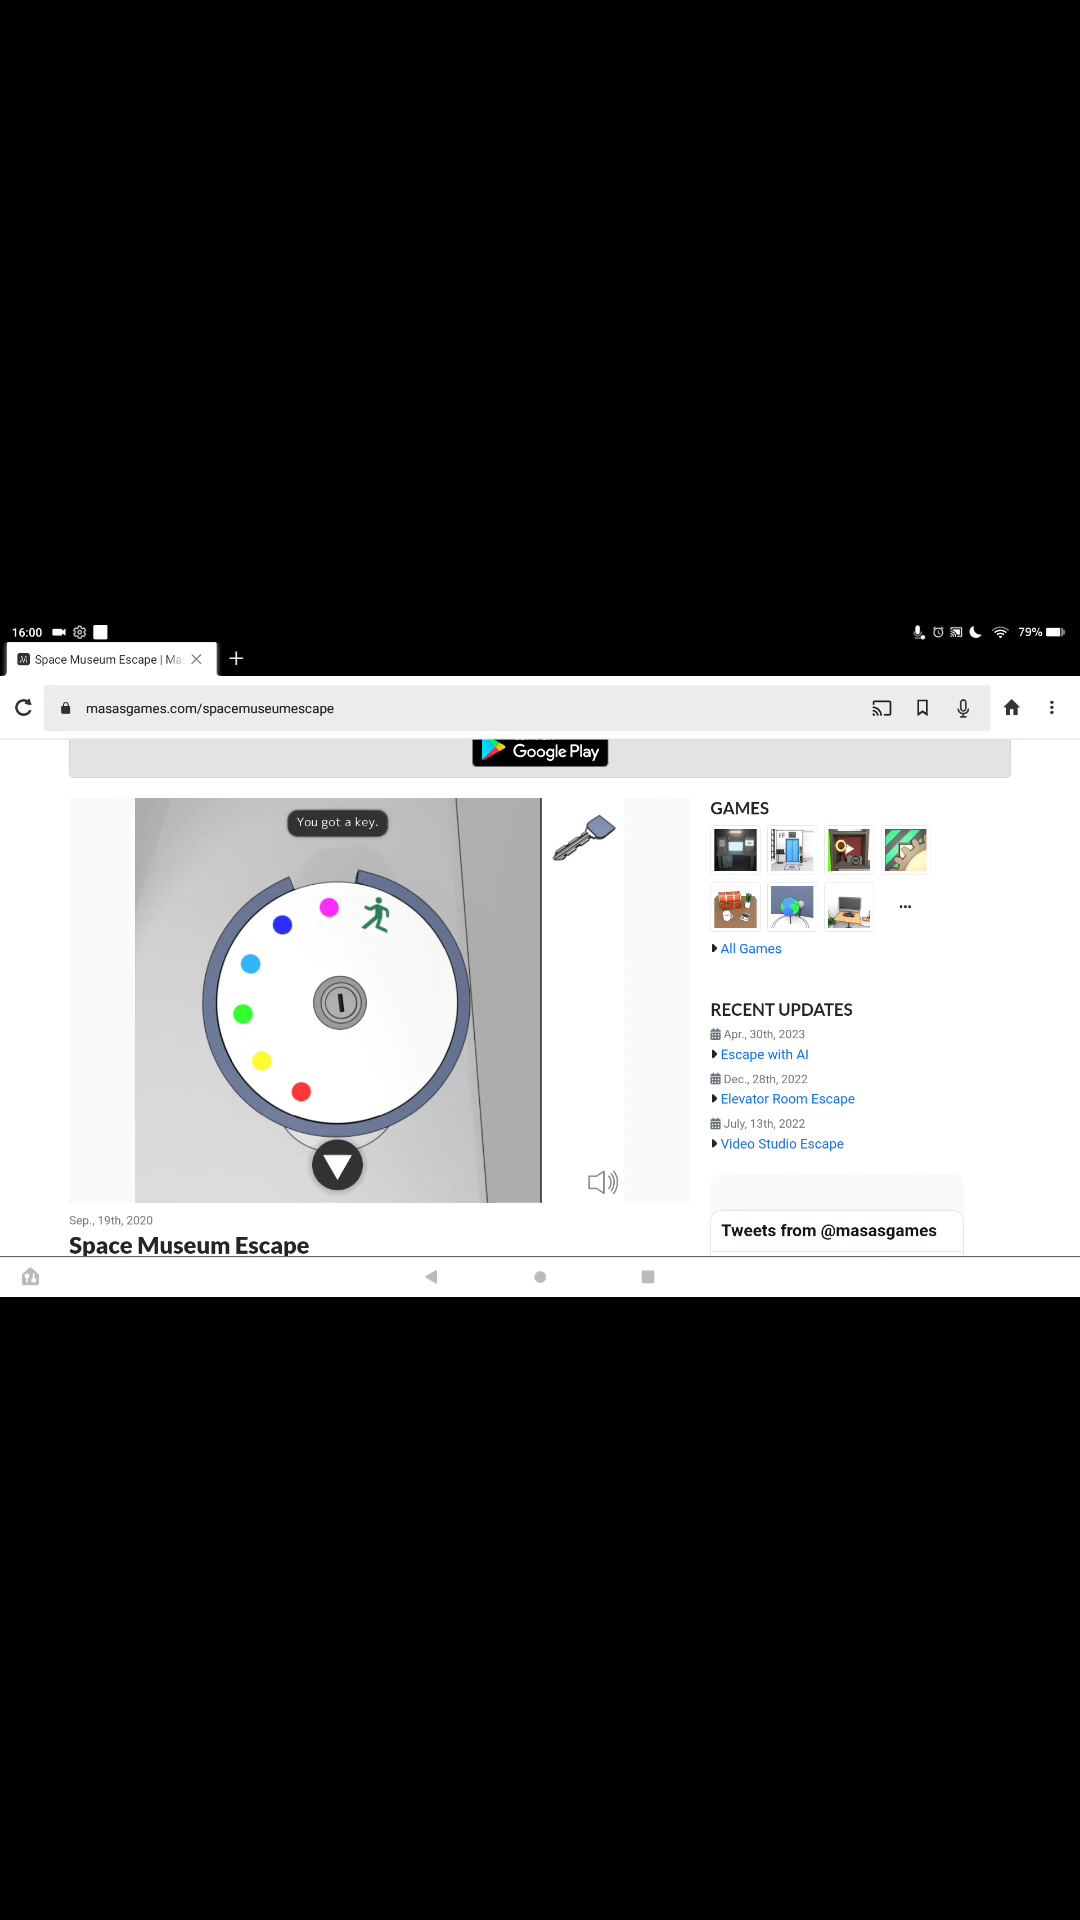 16:00
79%
Space Museum Escape | Ma
masasgames.com/spacemuseumescape
Google Play
You got a key.
GAMES
1F
...
All Games
RECENT UPDATES
Apr., 30th, 2023
Escape with AI
Dec., 28th, 2022
Elevator Room Escape
July, 13th, 2022
Video Studio Escape
Tweets from @masasgames
Sep., 19th, 2020
Space Museum Escape